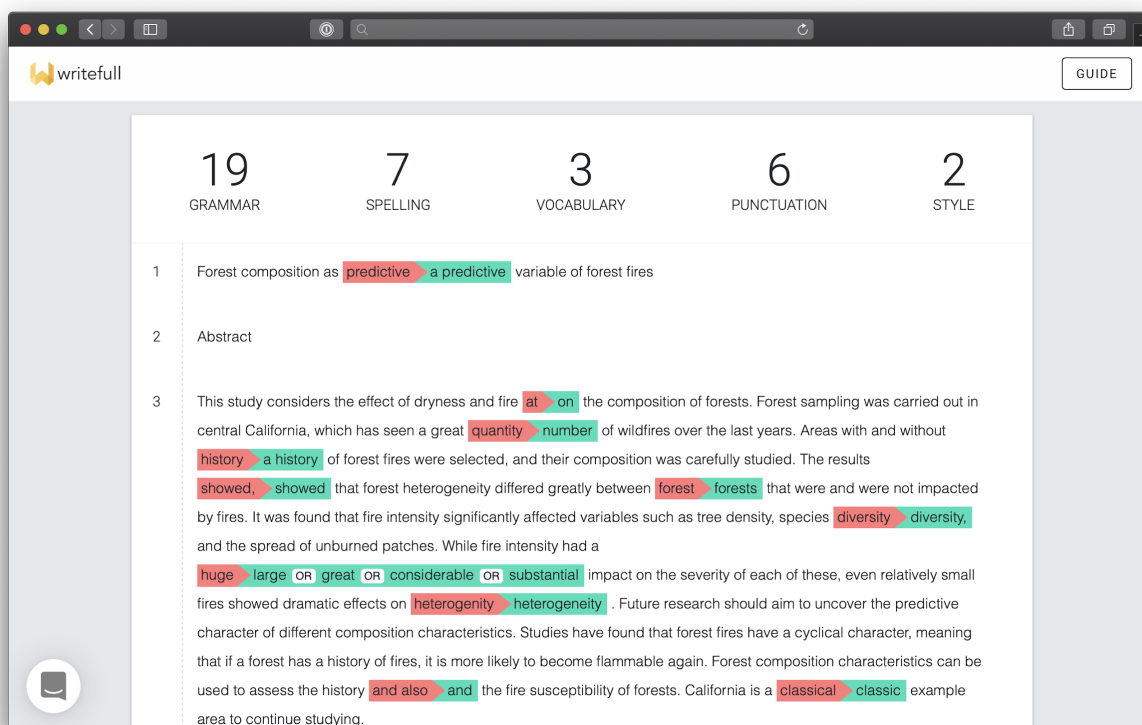 writefull
GUIDE
19 7 3 6 2
GRAMMAR SPELLING VOCABULARY PUNCTUATION STYLE
1 Forest composition as predictive a predictive variable of forest fires
2 Abstract
3 This study considers the effect of dryness and fire at on the composition of forests. Forest sampling was carried out in
central California, which has seen a great quantity number of wildfires over the last years. Areas with and without
history a history of forest fires were selected, and their composition was carefully studied. The results
showed, showed that forest heterogeneity differed greatly between forest forests that were and were not impacted
by fires. It was found that fire intensity significantly affected variables such as tree density, species diversity diversity,
and the spread of unburned patches. While fire intensity had a
huge large OR great OR considerable OR substantial impact on the severity of each of these, even relatively small
fires showed dramatic effects on heterogenity heterogeneity . Future research should aim to uncover the predictive
character of different composition characteristics. Studies have found that forest fires have a cyclical character, meaning
that if a forest has a history of fires, it is more likely to become flammable again. Forest composition characteristics can be
used to assess the history and also and the fire susceptibility of forests. California is a classical classic example
area to continue studying.